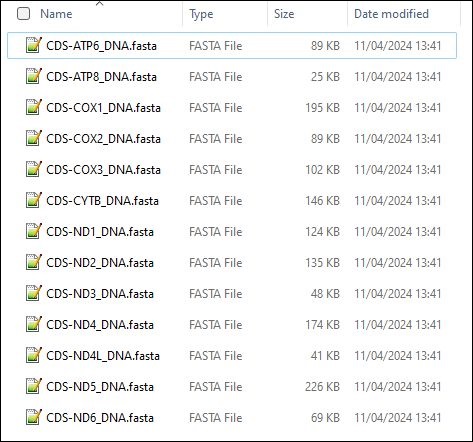 Name Type Size Date modified
CDS-ATP6_DNA.fasta FASTA File 89 KB 11/04/2024 13:41
CDS-ATP8_DNA.fasta FASTA File 25 KB 11/04/2024 13:41
CDS-COX1_DNA.fasta FASTA File 195 KB 11/04/2024 13:41
CDS-COX2_DNA.fasta FASTA File 89 KB 11/04/2024 13:41
CDS-COX3_DNA.fasta FASTA File 102 KB 11/04/2024 13:41
CDS-CYTB_DNA.fasta FASTA File 146 KB 11/04/2024 13:41
CDS-ND1_DNA.fasta FASTA File 124 KB 11/04/2024 13:41
CDS-ND2_DNA.fasta FASTA File 135 KB 11/04/2024 13:41
CDS-ND3_DNA.fasta FASTA File 48 KB 11/04/2024 13:41
CDS-ND4_DNA.fasta FASTA File 174 KB 11/04/2024 13:41
CDS-ND4L_DNA.fasta FASTA File 41 KB 11/04/2024 13:41
CDS-ND5_DNA.fasta FASTA File 226 KB 11/04/2024 13:41
CDS-ND6_DNA.fasta FASTA File 69 KB 11/04/2024 13:41